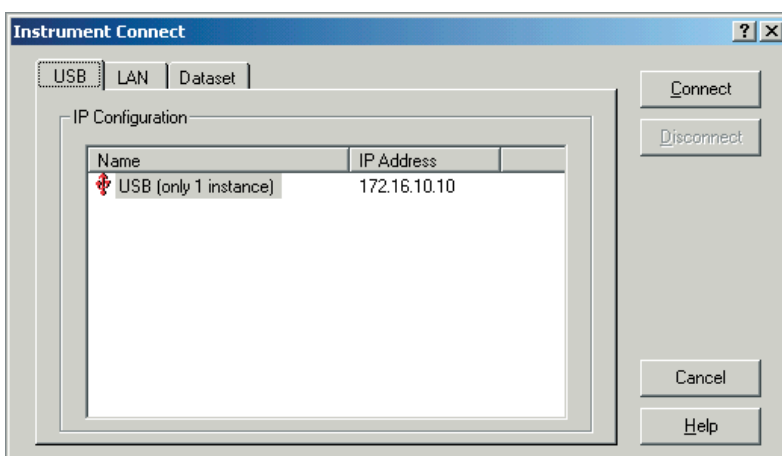 Instrument Connect
USB LAN Dataset
IP Configuration
Name IP Address
USB (only 1 instance) 172.16.10.10
Connect
Disconnect
Cancel
Help